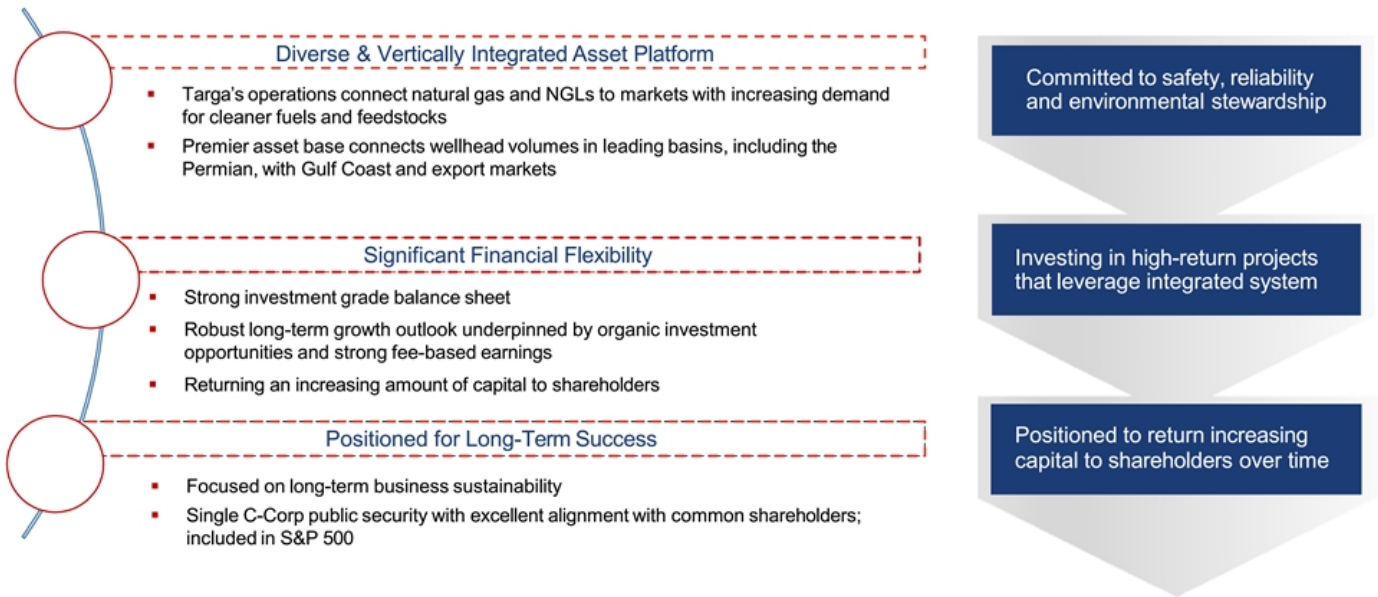 Diverse & Vertically Integrated Asset Platform
Targa's operations connect natural gas and NGLs to markets with increasing demand
for cleaner fuels and feedstocks
Premier asset base connects wellhead volumes in leading basins, including the
Permian, with Gulf Coast and export markets
Significant Financial Flexibility
Strong investment grade balance sheet
Robust long-term growth outlook underpinned by organic investment
opportunities and strong fee-based earnings
Returning an increasing amount of capital to shareholders
Positioned for Long-Term Success
Focused on long-term business sustainability
Single C-Corp public security with excellent alignment with common shareholders;
included in S&P 500
Committed to safety, reliability
and environmental stewardship
Investing in high-return projects
that leverage integrated system
Positioned to return increasing
capital to shareholders over time